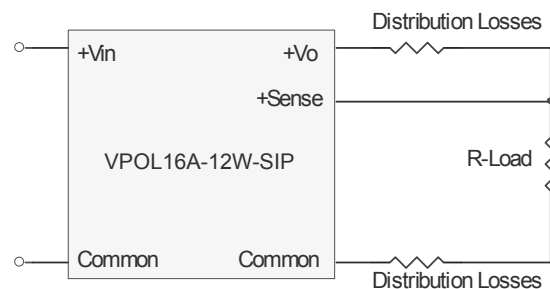 Distribution Losses
+Vin
+Vo
+Sense
VPOL16A-12W-SIP
R-Load
Common
Common
Distribution Losses